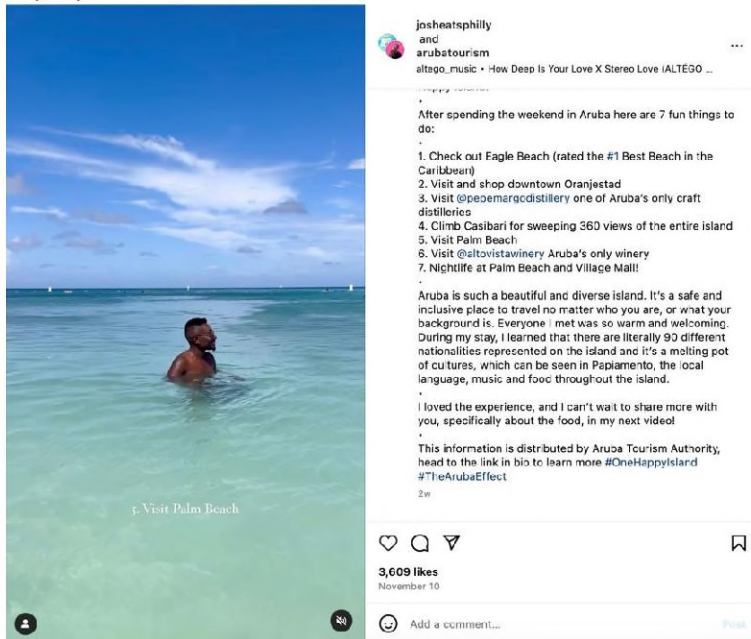 josheatsphilly
and
arubatourism
altego_music • How Deep Is Your Love X Stereo Love (ALTÉGO ...
After spending the weekend in Aruba here are 7 fun things to
do:
.
1. Check out Eagle Beach (rated the #1 Best Beach in the
Caribbean)
2. Visit and shop downtown Oranjestad
3. Visit @pepemargodistillery one of Aruba's only craft
distilleries
4. Climb Casibari for sweeping 360 views of the entire island
5. Visit Palm Beach
6. Visit @altovistawinery Aruba's only winery
7. Nightlife at Palm Beach and Village Mall!
.
Aruba is such a beautiful and diverse island. It's a safe and
inclusive place to travel no matter who you are, or what your
background is. Everyone I met was so warm and welcoming.
During my stay, I learned that there are literally 90 different
nationalities represented on the island and it's a melting pot
of cultures, which can be seen in Papiamento, the local
language, music and food throughout the island.
.
I loved the experience, and I can't wait to share more with
you, specifically about the food, in my next video!
.
This information is distributed by Aruba Tourism Authority,
head to the link in bio to learn more #OneHappyIsland
#TheArubaEffect
2w
5. Visit Palm Beach
3,609 likes
November 10
Add a comment...
Post